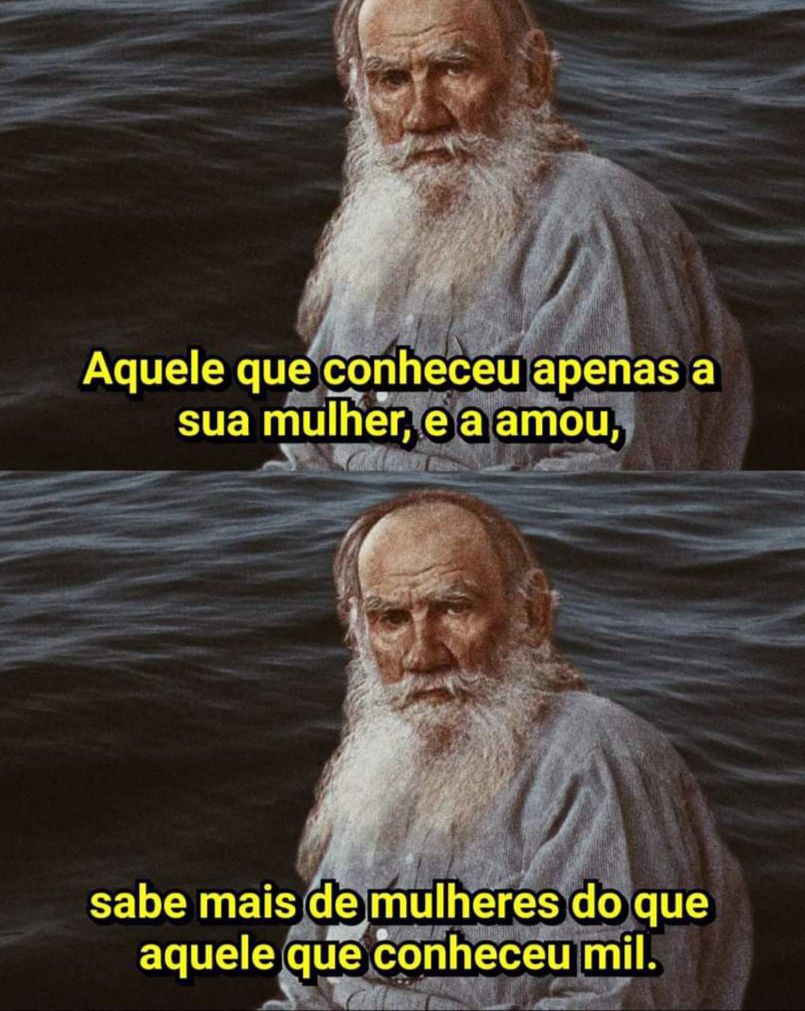 Aquele que conheceu apenas a
sua mulher, e a amou,
sabe mais de mulheres do que
aquele que conheceu mil.